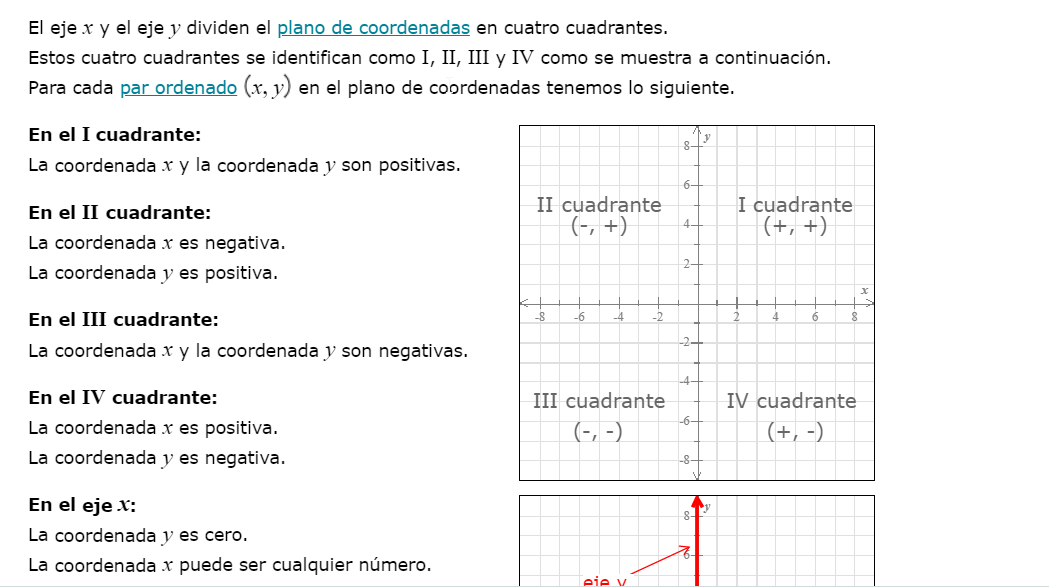 El eje x y el eje y dividen el plano de coordenadas en cuatro cuadrantes.
Estos cuatro cuadrantes se identifican como I, II, III y IV como se muestra a continuación.
Para cada par ordenado (x, y) en el plano de coordenadas tenemos lo siguiente.
En el I cuadrante:
La coordenada x y la coordenada y son positivas.
En el II cuadrante:
La coordenada x es negativa.
La coordenada y es positiva.
En el III cuadrante:
La coordenada x y la coordenada y son negativas.
En el IV cuadrante:
La coordenada x es positiva.
La coordenada y es negativa.
En el eje x:
La coordenada y es cero.
La coordenada x puede ser cualquier número.
y
8
6
II cuadrante
(-, +)
I cuadrante
(+, +)
4
2
x
-8 -6 -4 -2 2 4 6 8
-2
-4
III cuadrante
(-, -)
IV cuadrante
(+, -)
-6
-8
y
8
6
eje y